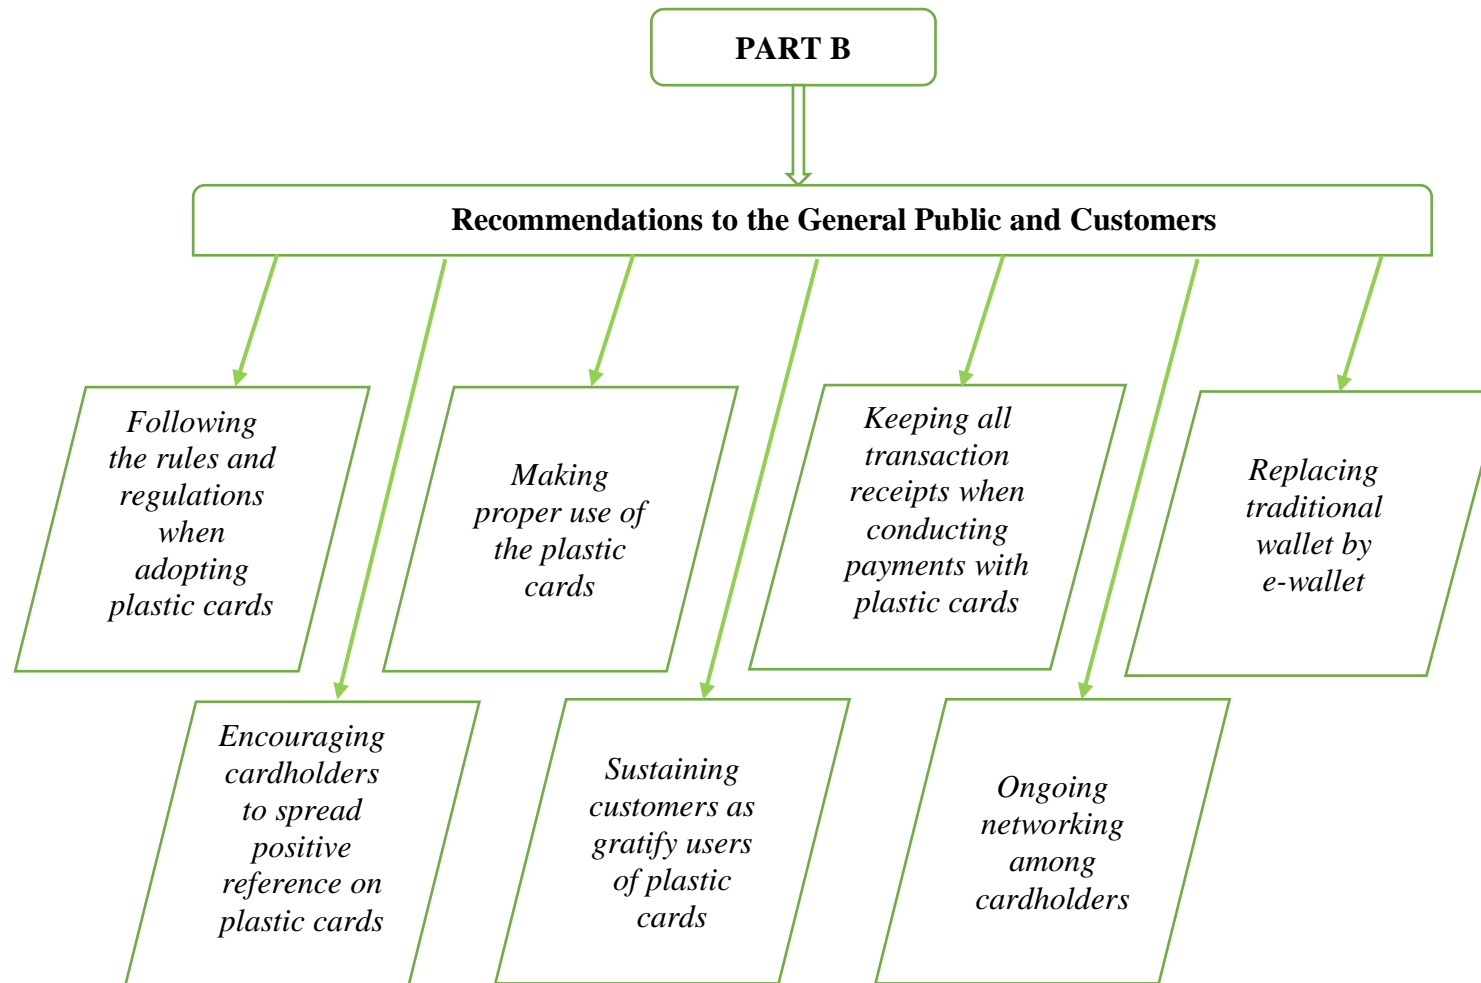 PART B
Recommendations to the General Public and Customers
Following
the rules and
regulations
when
adopting
plastic cards
Making
proper use of
the plastic
cards
Keeping all
transaction
receipts when
conducting
payments with
plastic cards
Replacing
traditional
wallet by
e-wallet
Encouraging
cardholders
to spread
positive
reference on
plastic cards
Sustaining
customers as
gratify users
of plastic
cards
Ongoing
networking
among
cardholders